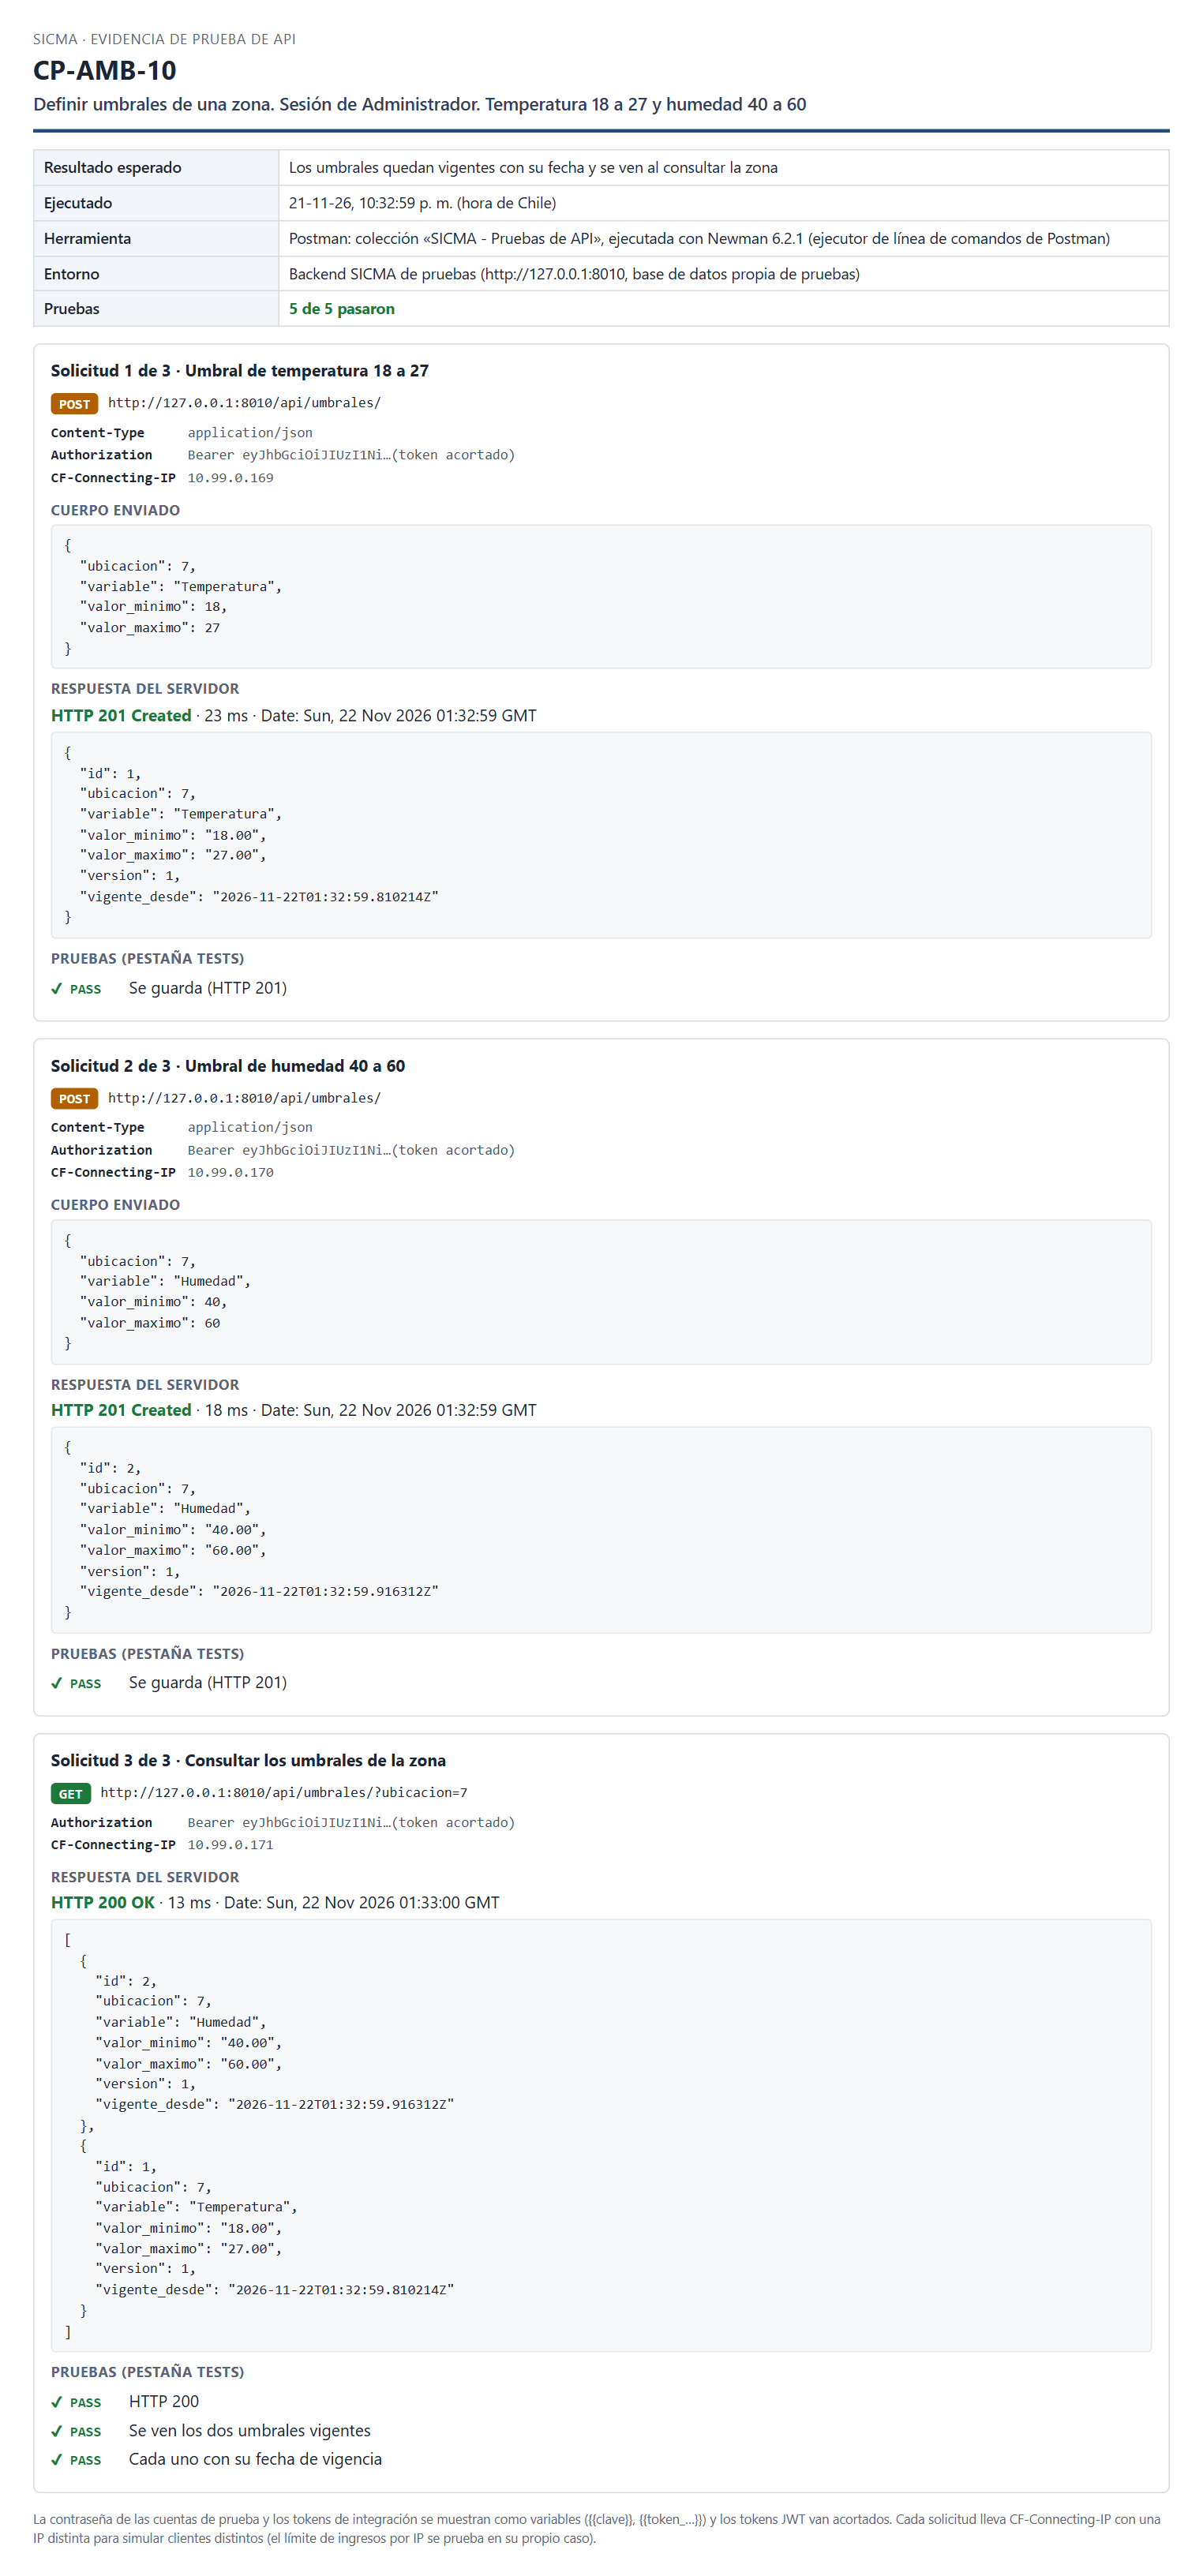 SICMA · EVIDENCIA DE PRUEBA DE API
CP-AMB-10
Definir umbrales de una zona. Sesión de Administrador. Temperatura 18 a 27 y humedad 40 a 60
Resultado esperado Los umbrales quedan vigentes con su fecha y se ven al consultar la zona
Ejecutado 21-11-26, 10:32:59 p. m. (hora de Chile)
Herramienta Postman: colección «SICMA - Pruebas de API», ejecutada con Newman 6.2.1 (ejecutor de línea de comandos de Postman)
Entorno Backend SICMA de pruebas (http://127.0.0.1:8010, base de datos propia de pruebas)
Pruebas 5 de 5 pasaron
Solicitud 1 de 3 · Umbral de temperatura 18 a 27
POST http://127.0.0.1:8010/api/umbrales/
Content-Type application/json
Authorization Bearer eyJhbGciOiJIUzI1Ni…(token acortado)
CF-Connecting-IP 10.99.0.169
CUERPO ENVIADO
{
  "ubicacion": 7,
  "variable": "Temperatura",
  "valor_minimo": 18,
  "valor_maximo": 27
}
RESPUESTA DEL SERVIDOR
HTTP 201 Created · 23 ms · Date: Sun, 22 Nov 2026 01:32:59 GMT
{
  "id": 1,
  "ubicacion": 7,
  "variable": "Temperatura",
  "valor_minimo": "18.00",
  "valor_maximo": "27.00",
  "version": 1,
  "vigente_desde": "2026-11-22T01:32:59.810214Z"
}
PRUEBAS (PESTAÑA TESTS)
✓ PASS Se guarda (HTTP 201)
Solicitud 2 de 3 · Umbral de humedad 40 a 60
POST http://127.0.0.1:8010/api/umbrales/
Content-Type application/json
Authorization Bearer eyJhbGciOiJIUzI1Ni…(token acortado)
CF-Connecting-IP 10.99.0.170
CUERPO ENVIADO
{
  "ubicacion": 7,
  "variable": "Humedad",
  "valor_minimo": 40,
  "valor_maximo": 60
}
RESPUESTA DEL SERVIDOR
HTTP 201 Created · 18 ms · Date: Sun, 22 Nov 2026 01:32:59 GMT
{
  "id": 2,
  "ubicacion": 7,
  "variable": "Humedad",
  "valor_minimo": "40.00",
  "valor_maximo": "60.00",
  "version": 1,
  "vigente_desde": "2026-11-22T01:32:59.916312Z"
}
PRUEBAS (PESTAÑA TESTS)
✓ PASS Se guarda (HTTP 201)
Solicitud 3 de 3 · Consultar los umbrales de la zona
GET http://127.0.0.1:8010/api/umbrales/?ubicacion=7
Authorization Bearer eyJhbGciOiJIUzI1Ni…(token acortado)
CF-Connecting-IP 10.99.0.171
RESPUESTA DEL SERVIDOR
HTTP 200 OK · 13 ms · Date: Sun, 22 Nov 2026 01:33:00 GMT
[
  {
    "id": 2,
    "ubicacion": 7,
    "variable": "Humedad",
    "valor_minimo": "40.00",
    "valor_maximo": "60.00",
    "version": 1,
    "vigente_desde": "2026-11-22T01:32:59.916312Z"
  },
  {
    "id": 1,
    "ubicacion": 7,
    "variable": "Temperatura",
    "valor_minimo": "18.00",
    "valor_maximo": "27.00",
    "version": 1,
    "vigente_desde": "2026-11-22T01:32:59.810214Z"
  }
]
PRUEBAS (PESTAÑA TESTS)
✓ PASS HTTP 200
✓ PASS Se ven los dos umbrales vigentes
✓ PASS Cada uno con su fecha de vigencia
La contraseña de las cuentas de prueba y los tokens de integración se muestran como variables ({{clave}}, {{token_...}}) y los tokens JWT van acortados. Cada solicitud lleva CF-Connecting-IP con una
IP distinta para simular clientes distintos (el límite de ingresos por IP se prueba en su propio caso).